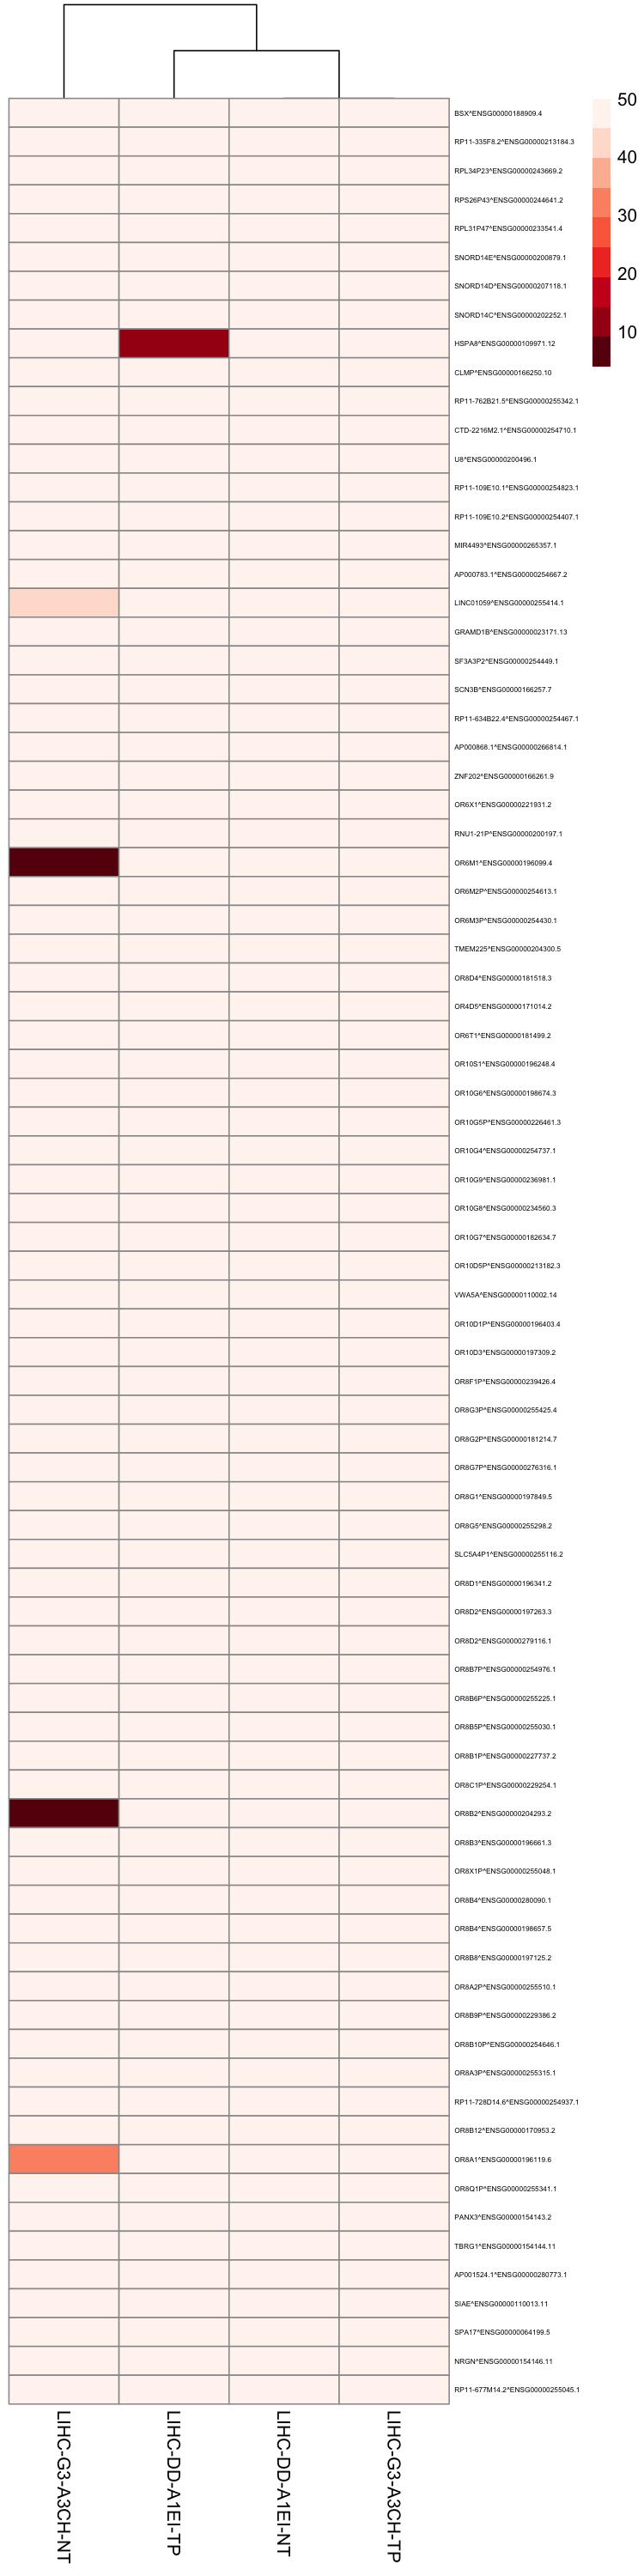 50
40
30
20
10
BSX^ENSG00000188909.4
RP11-335F8.2^ENSG00000213184.3
RPL34P23^ENSG00000243669.2
RPS26P43^ENSG00000244641.2
RPL31P47^ENSG00000233541.4
SNORD14E^ENSG00000200879.1
SNORD14D^ENSG00000207118.1
SNORD14C^ENSG00000202252.1
HSPA8^ENSG00000109971.12
CLMP^ENSG00000166250.10
RP11-762B21.5^ENSG00000255342.1
CTD-2216M2.1^ENSG00000254710.1
U8^ENSG00000200496.1
RP11-109E10.1^ENSG00000254823.1
RP11-109E10.2^ENSG00000254407.1
MIR4493^ENSG00000265357.1
AP000783.1^ENSG00000254667.2
LINC01059^ENSG00000255414.1
GRAMD1B^ENSG00000023171.13
SF3A3P2^ENSG00000254449.1
SCN3B^ENSG00000166257.7
RP11-634B22.4^ENSG00000254467.1
AP000868.1^ENSG00000266814.1
ZNF202^ENSG00000166261.9
OR6X1^ENSG00000221931.2
RNU1-21P^ENSG00000200197.1
OR6M1^ENSG00000196099.4
OR6M2P^ENSG00000254613.1
OR6M3P^ENSG00000254430.1
TMEM225^ENSG00000204300.5
OR8D4^ENSG00000181518.3
OR4D5^ENSG00000171014.2
OR6T1^ENSG00000181499.2
OR10S1^ENSG00000196248.4
OR10G6^ENSG00000198674.3
OR10G5P^ENSG00000226461.3
OR10G4^ENSG00000254737.1
OR10G9^ENSG00000236981.1
OR10G8^ENSG00000234560.3
OR10G7^ENSG00000182634.7
OR10D5P^ENSG00000213182.3
VWA5A^ENSG00000110002.14
OR10D1P^ENSG00000196403.4
OR10D3^ENSG00000197309.2
OR8F1P^ENSG00000239426.4
OR8G3P^ENSG00000255425.4
OR8G2P^ENSG00000181214.7
OR8G7P^ENSG00000276316.1
OR8G1^ENSG00000197849.5
OR8G5^ENSG00000255298.2
SLC5A4P1^ENSG00000255116.2
OR8D1^ENSG00000196341.2
OR8D2^ENSG00000197263.3
OR8D2^ENSG00000279116.1
OR8B7P^ENSG00000254976.1
OR8B6P^ENSG00000255225.1
OR8B5P^ENSG00000255030.1
OR8B1P^ENSG00000227737.2
OR8C1P^ENSG00000229254.1
OR8B2^ENSG00000204293.2
OR8B3^ENSG00000196661.3
OR8X1P^ENSG00000255048.1
OR8B4^ENSG00000280090.1
OR8B4^ENSG00000198657.5
OR8B8^ENSG00000197125.2
OR8A2P^ENSG00000255510.1
OR8B9P^ENSG00000229386.2
OR8B10P^ENSG00000254646.1
OR8A3P^ENSG00000255315.1
RP11-728D14.6^ENSG00000254937.1
OR8B12^ENSG00000170953.2
OR8A1^ENSG00000196119.6
OR8Q1P^ENSG00000255341.1
PANX3^ENSG00000154143.2
TBRG1^ENSG00000154144.11
AP001524.1^ENSG00000280773.1
SIAE^ENSG00000110013.11
SPA17^ENSG00000064199.5
NRGN^ENSG00000154146.11
RP11-677M14.2^ENSG00000255045.1
LIHC-G3-A3CH-NT
LIHC-DD-A1EI-TP
LIHC-DD-A1EI-NT
LIHC-G3-A3CH-TP